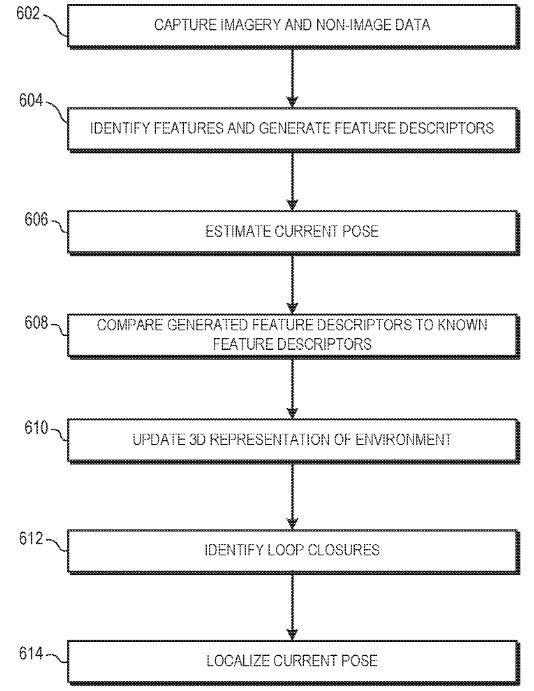 602
CAPTURE IMAGERY AND NON-IMAGE DATA
604
IDENTIFY FEATURES AND GENERATE FEATURE DESCRIPTORS
606
ESTIMATE CURRENT POSE
608
COMPARE GENERATED FEATURE DESCRIPTORS TO KNOWN
FEATURE DESCRIPTORS
610
UPDATE 3D REPRESENTATION OF ENVIRONMENT
612
IDENTIFY LOOP CLOSURES
614
LOCALIZE CURRENT POSE